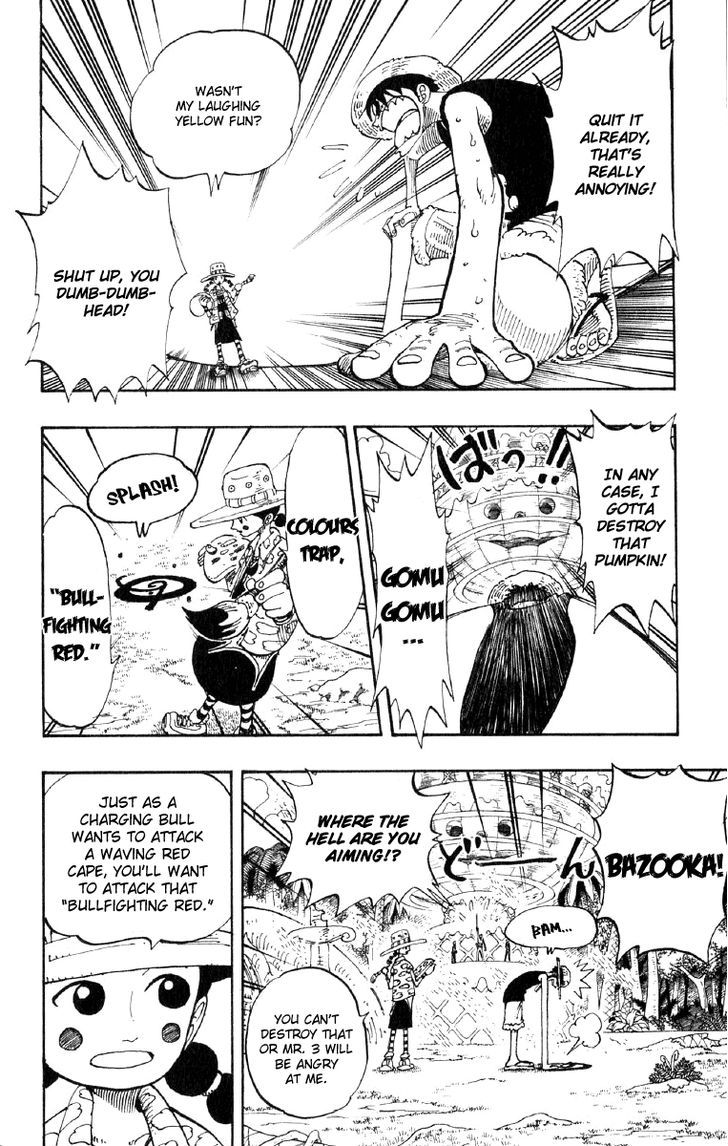 QUIT IT
ALREADY,
THAT'S
REALLY
ANNOYING!
WASN'T
MY LAUGHING
YELLOW FUN?
SHUT UP, YOU
DUMB-DUMB-
HEAD!
IN ANY
CASE, I
GOTTA
DESTROY
THAT
PUMPKIN!
ばっ!!
GOMU
GOMU
...
COLOURS
TRAP,
SPLASH!
"BULL-
FIGHTING
RED."
BAZOOKA!
どーん
WHERE THE
HELL ARE YOU
AIMING!?
BAM...
YOU CAN'T
DESTROY THAT
OR MR. 3 WILL
BE ANGRY
AT ME.
JUST AS A
CHARGING BULL
WANTS TO ATTACK
A WAVING RED
CAPE, YOU'LL WANT
TO ATTACK THAT
"BULLFIGHTING RED."